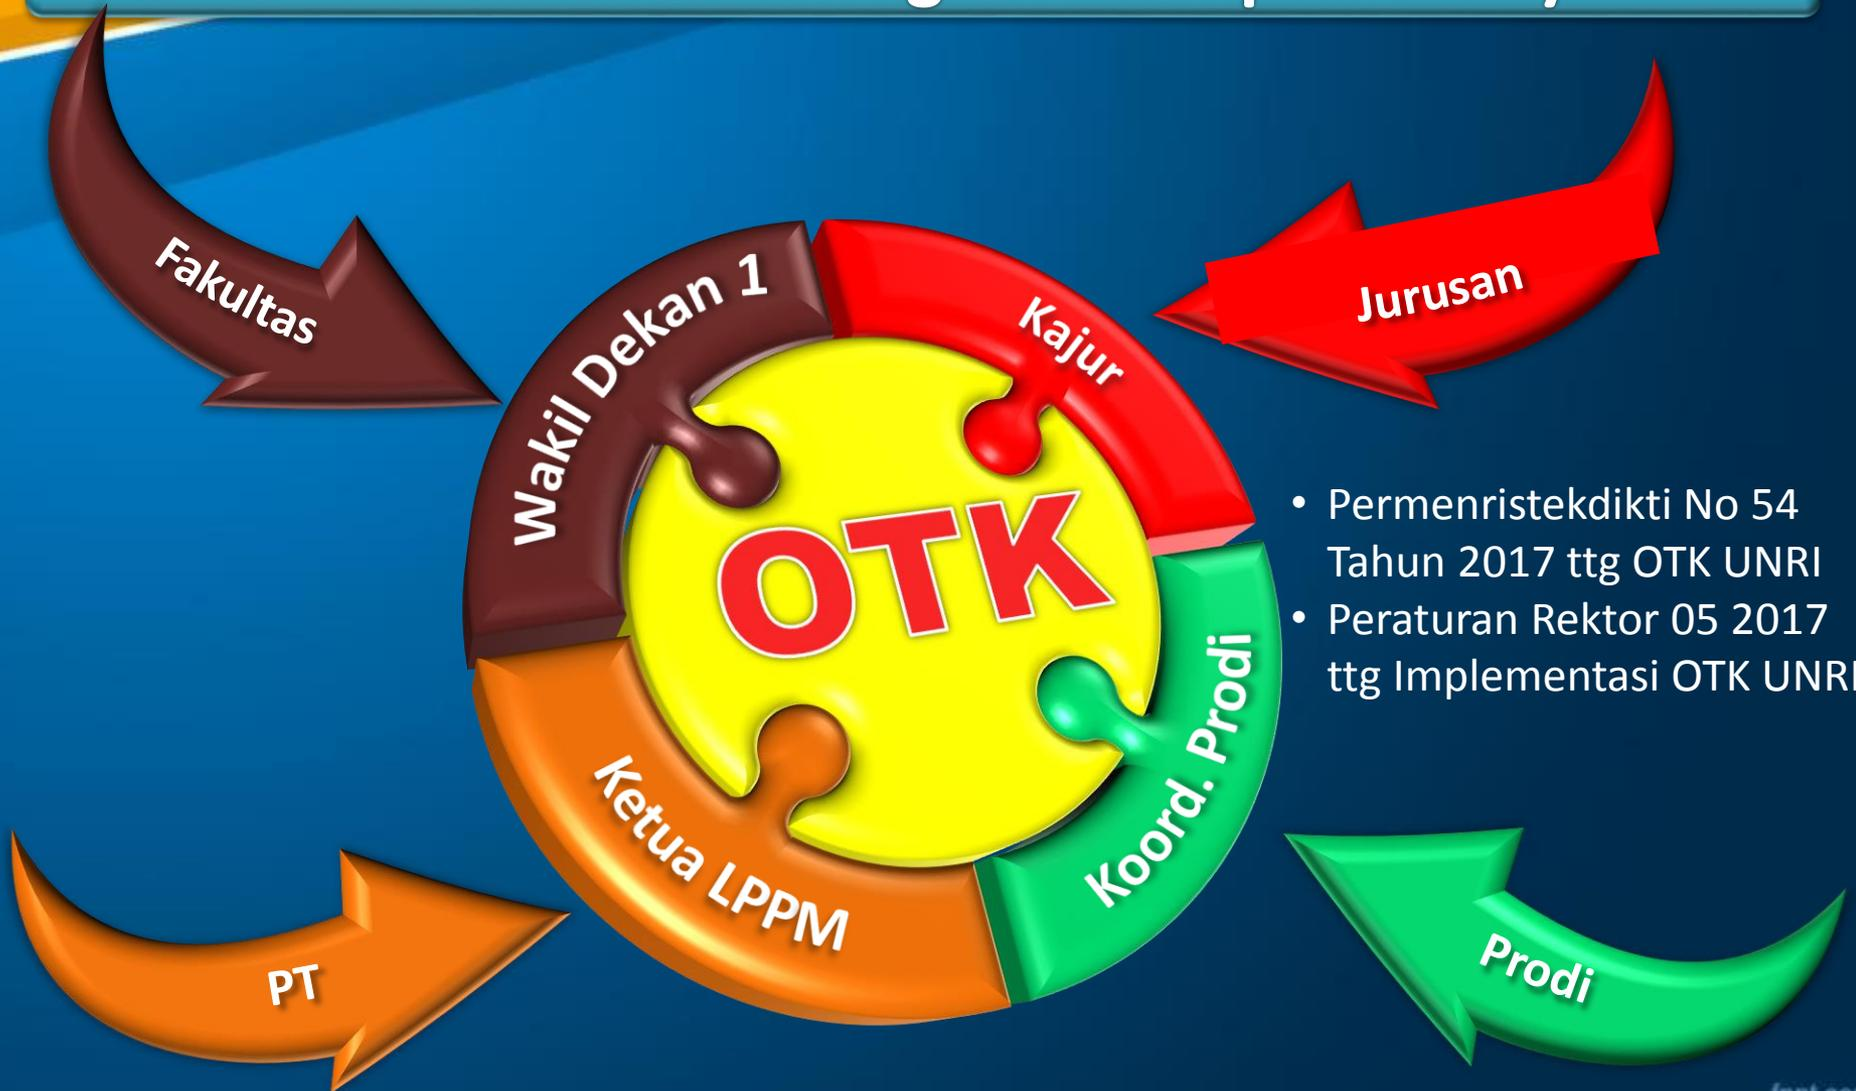 Fakultas
Jurusan
Wakil Dekan 1
Kajur
OTK
• Permenristekdikti No 54
Tahun 2017 ttg OTK UNRI
• Peraturan Rektor 05 2017
ttg Implementasi OTK UNRI
Koord. Prodi
Ketua LPPM
PT
Prodi